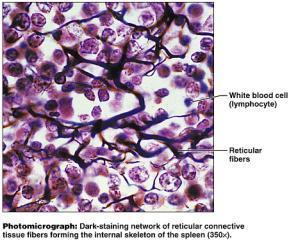 White blood cell
(lymphocyte)
Reticular
fibers
Photomicrograph: Dark-staining network of reticular connective
tissue fibers forming the internal skeleton of the spleen (350x).